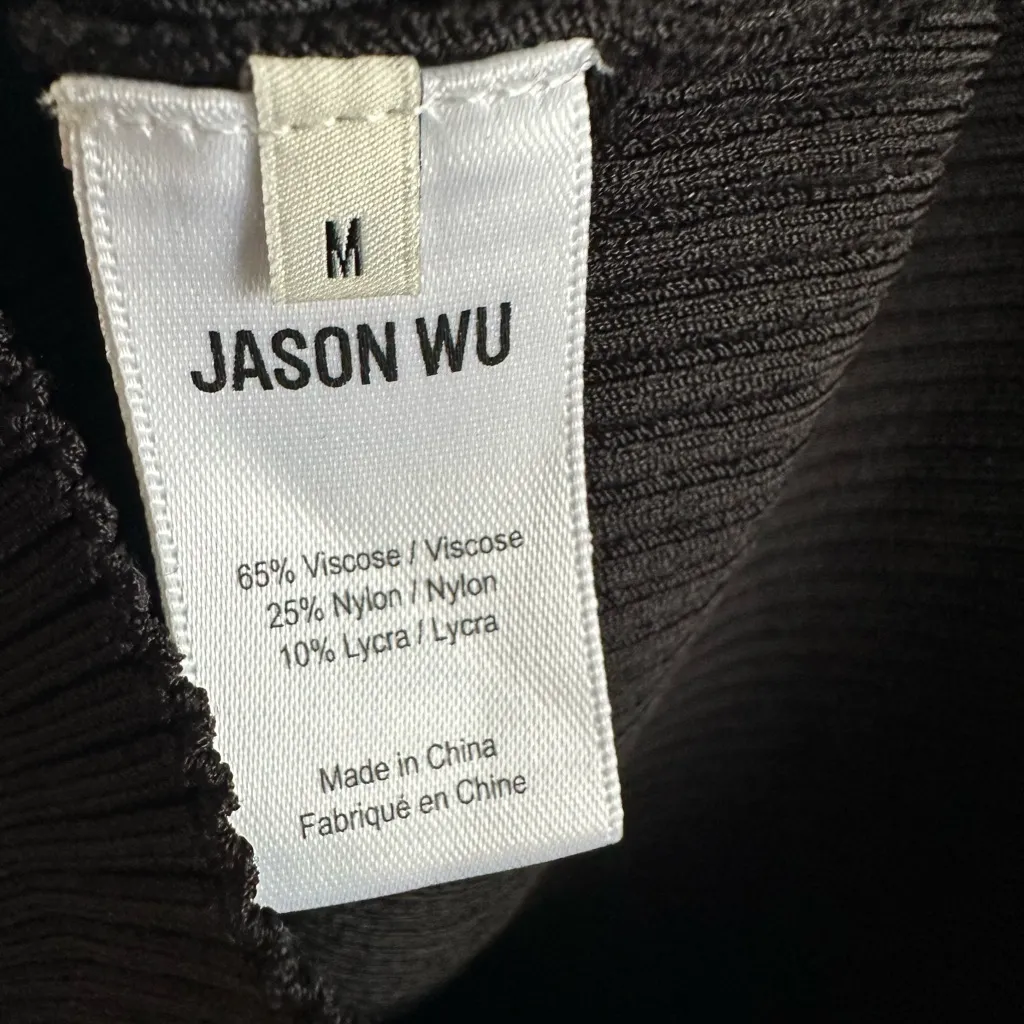 M
JASON WU
65% Viscose / Viscose
25% Nylon / Nylon
10% Lycra / Lycra
Made in China
Fabriqué en Chine